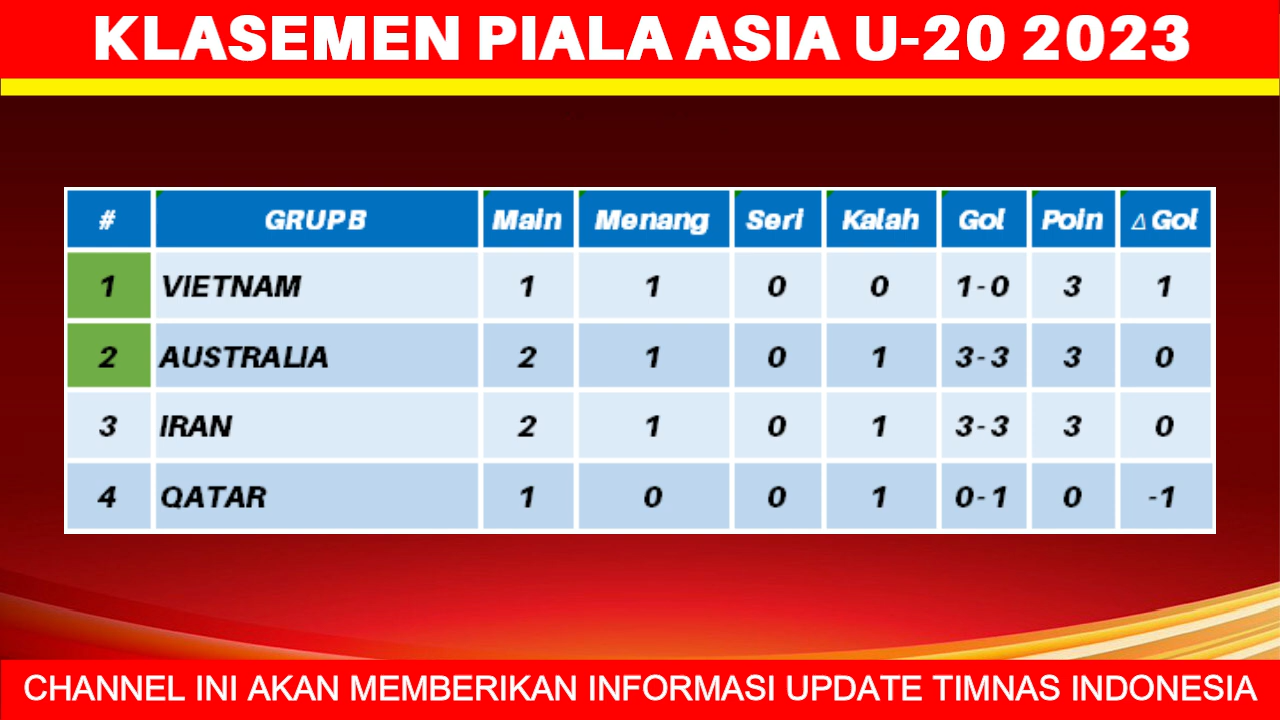 KLASEMEN PIALA ASIA U-20 2023
# GRUP B Main Menang Seri Kalah Gol Poin △ Gol
1 VIETNAM 1 1 0 0 1-0 3 1
2 AUSTRALIA 2 1 0 1 3-3 3 0
3 IRAN 2 1 0 1 3-3 3 0
4 QATAR 1 0 0 1 0-1 0 -1
CHANNEL INI AKAN MEMBERIKAN INFORMASI UPDATE TIMNAS INDONESIA